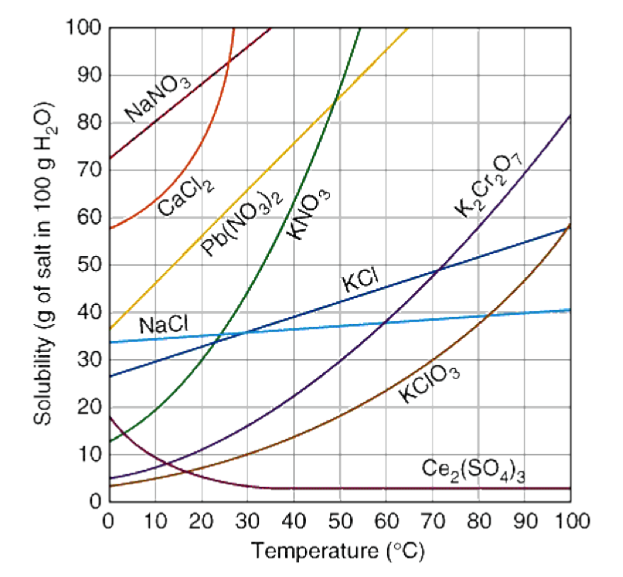 Solubility (g of salt in 100 g H₂O)
100
90
80
70
60
50
40
30
20
10
0
NaNO₃
CaCl₂
Pb(NO₃)₂
KNO₃
K₂Cr₂O₇
KCl
NaCl
KClO₃
Ce₂(SO₄)₃
0 10 20 30 40 50 60 70 80 90 100
Temperature (°C)